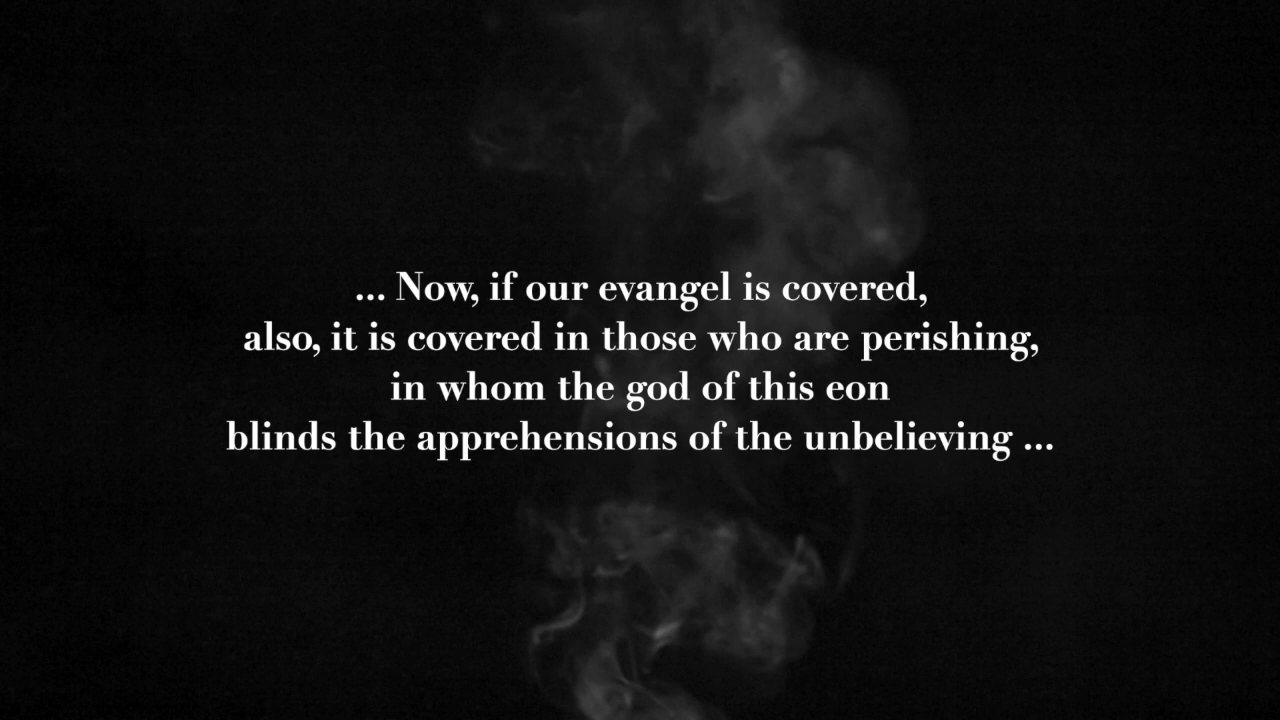 ... Now, if our evangel is covered,
also, it is covered in those who are perishing,
in whom the god of this eon
blinds the apprehensions of the unbelieving ...